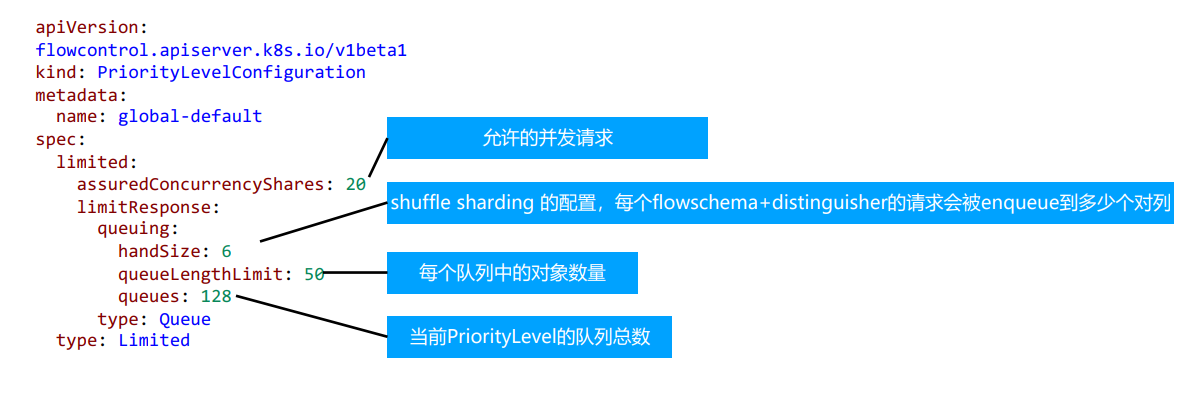 apiVersion:
flowcontrol.apiserver.k8s.io/v1beta1
kind: PriorityLevelConfiguration
metadata:
  name: global-default
spec:
  limited:
    assuredConcurrencyShares: 20
    limitResponse:
      queuing:
        handSize: 6
        queueLengthLimit: 50
        queues: 128
      type: Queue
  type: Limited
允许的并发请求
shuffle sharding 的配置，每个flowschema+distinguisher的请求会被enqueue到多少个对列
每个队列中的对象数量
当前PriorityLevel的队列总数